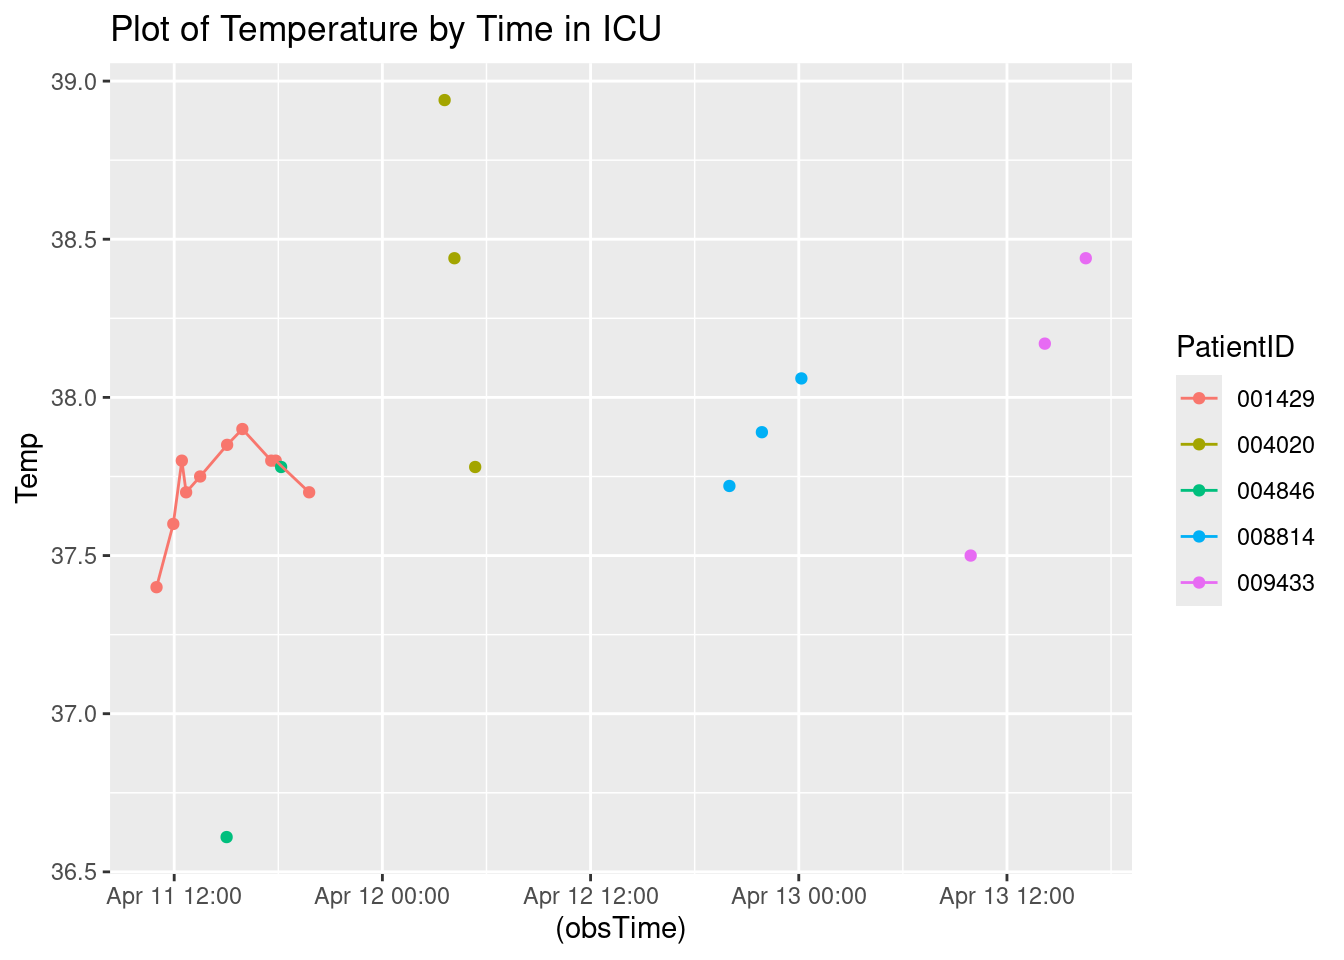 Plot of Temperature by Time in ICU
39.0
38.5
38.0
37.5
37.0
36.5
Temp
Apr 11 12:00
Apr 12 00:00
Apr 12 12:00
Apr 13 00:00
Apr 13 12:00
(obsTime)
PatientID
001429
004020
004846
008814
009433